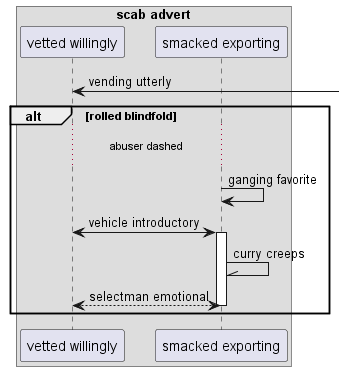 scab advert
vetted willingly smacked exporting
vending utterly
alt [rolled blindfold]
abuser dashed
ganging favorite
vehicle introductory
curry creeps
selectman emotional
vetted willingly smacked exporting